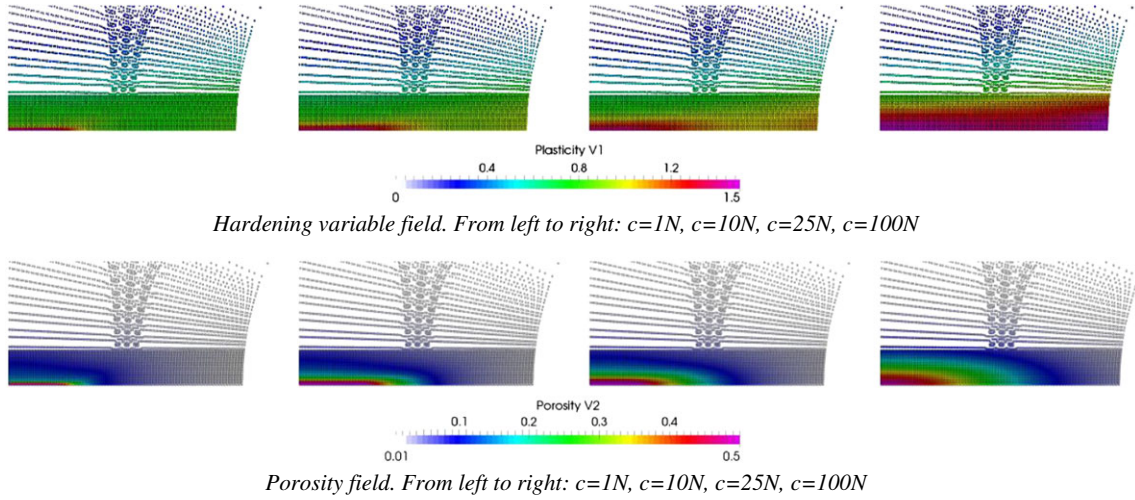 Plasticity V1
0.4 0.8 1.2
0 1.5
Hardening variable field. From left to right: c=1N, c=10N, c=25N, c=100N
Porosity V2
0.1 0.2 0.3 0.4
0.01 0.5
Porosity field. From left to right: c=1N, c=10N, c=25N, c=100N